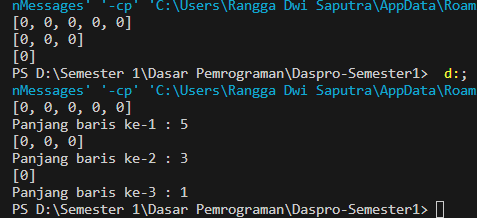 nMessages' '-cp' 'C:\Users\Rangga Dwi Saputra\AppData\Roam
[0, 0, 0, 0, 0]
[0, 0, 0]
[0]
PS D:\Semester 1\Dasar Pemrograman\Daspro-Semester1>  d:;
nMessages' '-cp' 'C:\Users\Rangga Dwi Saputra\AppData\Roam
[0, 0, 0, 0, 0]
Panjang baris ke-1 : 5
[0, 0, 0]
Panjang baris ke-2 : 3
[0]
Panjang baris ke-3 : 1
PS D:\Semester 1\Dasar Pemrograman\Daspro-Semester1>